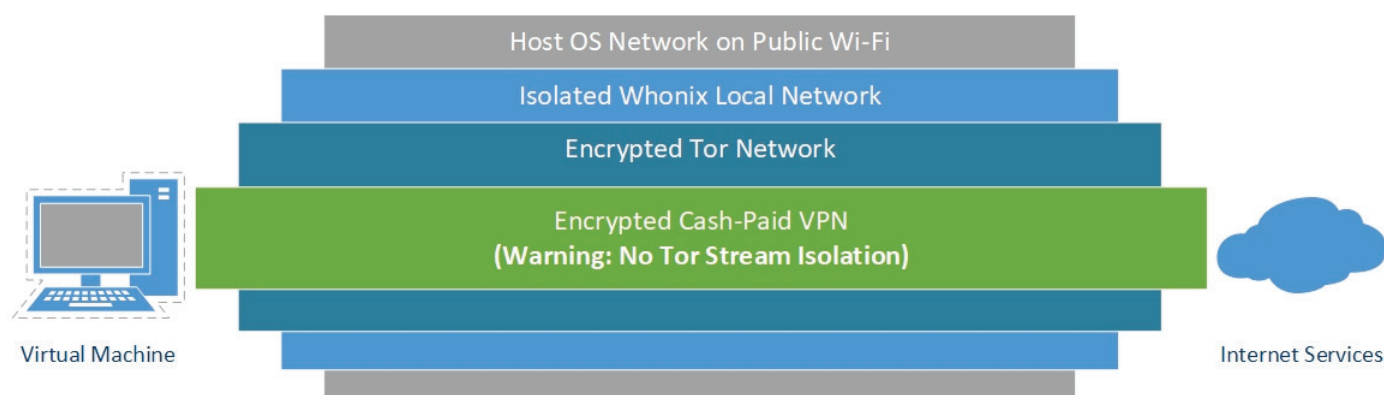 Host OS Network on Public Wi-Fi
Isolated Whonix Local Network
Encrypted Tor Network
Encrypted Cash-Paid VPN
(Warning: No Tor Stream Isolation)
Virtual Machine
Internet Services